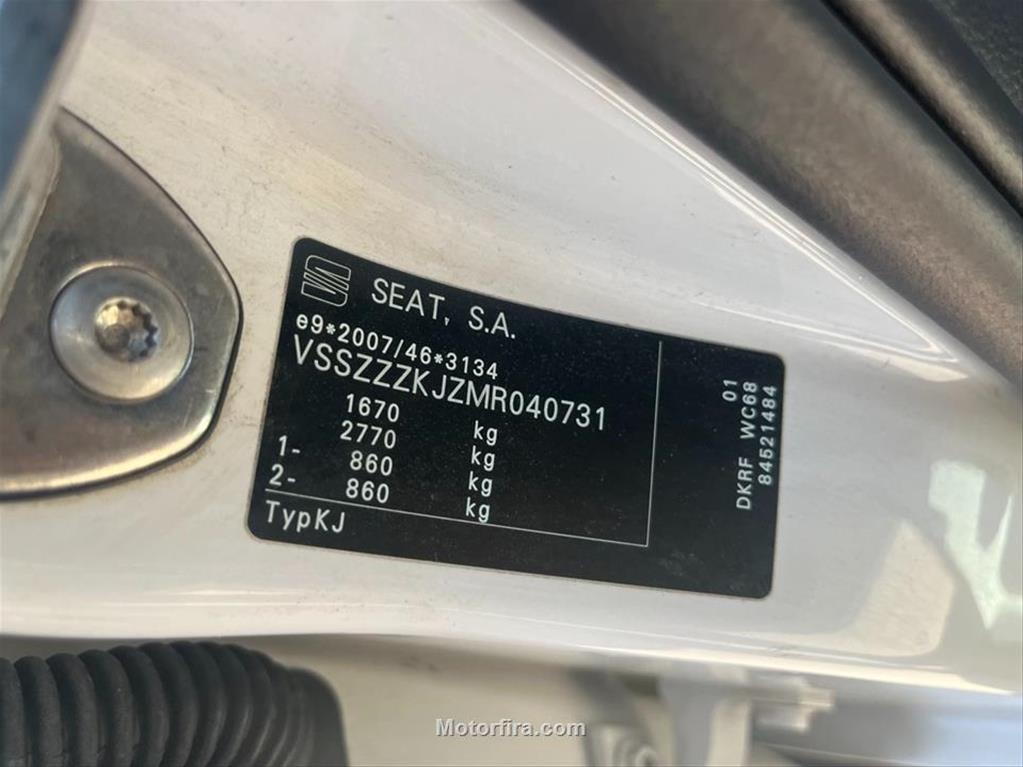 SEAT, S.A.
e9*2007/46*3134
VSSZZZKJZMR040731
1670 kg
2770 kg
1- 860 kg
2- 860 kg
TypKJ
01
DKRF WC68
84521484
Motorfira.com